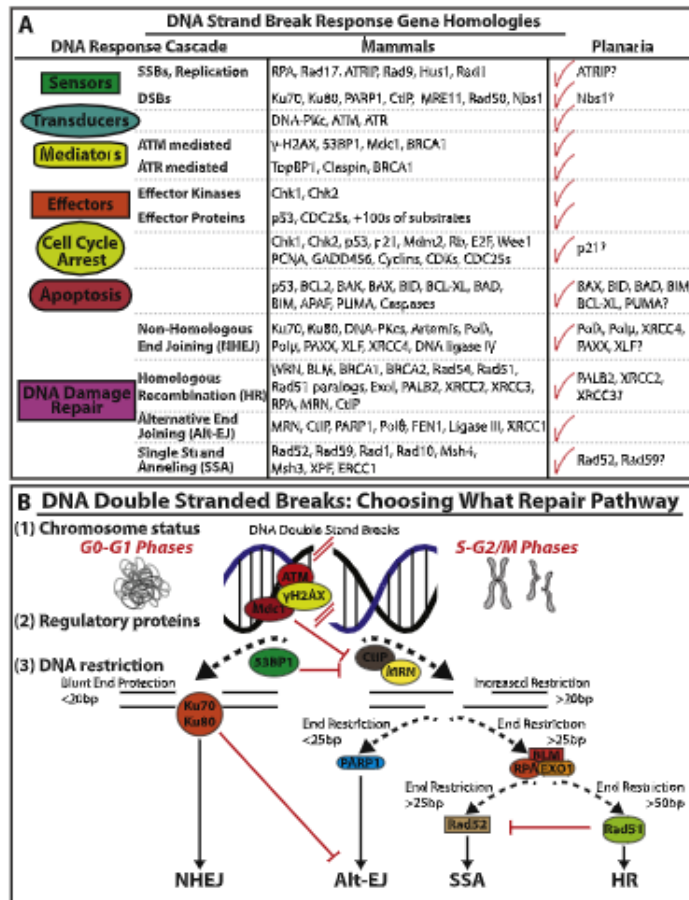 A
DNA Strand Break Response Gene Homologies
DNA Response Cascade Mammals Planaria
Sensors
SSBs, Replication
RPA, Rad17, ATRIP, Rad9, Hus1, Rad1
ATRIP?
DSBs
Ku70, Ku80, PARP1, CtIP, MRE11, Rad50, Nbs1
Nbs1?
Transducers
DNA-PKc, ATM, ATR
Mediators
ATM mediated
γ-H2AX, 53BP1, Mdc1, BRCA1
ATR mediated
TopBP1, Claspin, BRCA1
Effectors
Effector Kinases
Chk1, Chk2
Effector Proteins
p53, CDC25s, +100s of substrates
Cell Cycle
Arrest
Chk1, Chk2, p53, p21, Mdm2, Rb, E2F, Wee1
PCNA, GADD456, Cyclins, CDKs, CDC25s
p21?
Apoptosis
p53, BCL2, BAK, BAX, BID, BCL-XL, BAD,
BIM, APAF, PUMA, Caspases
BAX, BID, BAD, BIM
BCL-XL, PUMA?
DNA Damage
Repair
Non-Homologous
End Joining (NHEJ)
Ku70, Ku80, DNA-PKcs, Artemis, Polλ,
Polμ, PAXX, XLF, XRCC4, DNA ligase IV
Polλ, Polμ, XRCC4,
PAXX, XLF?
Homologous
Recombination (HR)
WRN, BLM, BRCA1, BRCA2, Rad54, Rad51,
Rad51 paralogs, ExoI, PALB2, XRCC2, XRCC3,
RPA, MRN, CtIP
PALB2, XRCC2,
XRCC3?
Alternative End
Joining (Alt-EJ)
MRN, CtIP, PARP1, Polθ, FEN1, Ligase III, XRCC1
Single Strand
Anneling (SSA)
Rad52, Rad59, Rad1, Rad10, Msh4,
Msh3, XPF, ERCC1
Rad52, Rad59?
B DNA Double Stranded Breaks: Choosing What Repair Pathway
(1) Chromosome status
DNA Double Stand Breaks
G0-G1 Phases
S-G2/M Phases
ATM
γH2AX
Mdc1
(2) Regulatory proteins
53BP1
CtIP
MRN
(3) DNA restriction
Blunt End Protection
<20bp
Increased Restriction
>20bp
Ku70
Ku80
End Restriction
<25bp
End Restriction
>25bp
PARP1
BLM
RPA EXO1
End Restriction
>25bp
End Restriction
>50bp
Rad52
Rad51
NHEJ Alt-EJ SSA HR